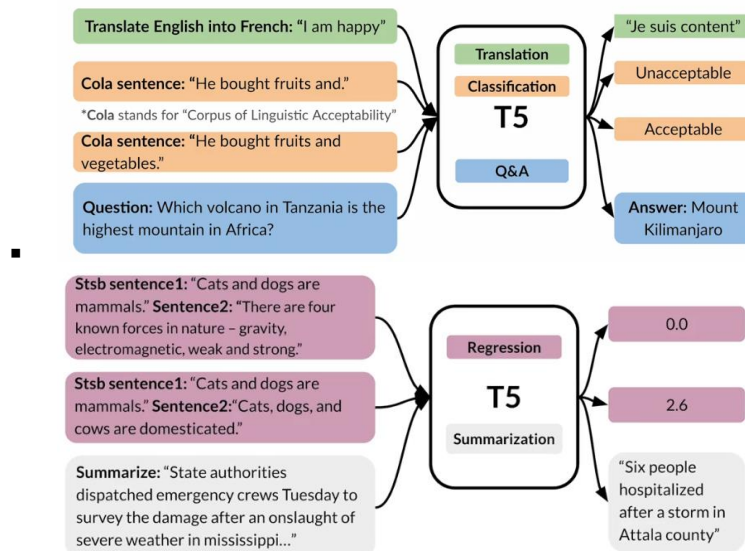 Translate English into French: “I am happy”
Cola sentence: “He bought fruits and.”
*Cola stands for “Corpus of Linguistic Acceptability”
Cola sentence: “He bought fruits and
vegetables.”
Question: Which volcano in Tanzania is the
highest mountain in Africa?
Translation
Classification
T5
Q&A
“Je suis content”
Unacceptable
Acceptable
Answer: Mount
Kilimanjaro
Stsb sentence1: “Cats and dogs are
mammals.” Sentence2: “There are four
known forces in nature – gravity,
electromagnetic, weak and strong.”
Stsb sentence1: “Cats and dogs are
mammals.” Sentence2:“Cats, dogs, and
cows are domesticated.”
Summarize: “State authorities
dispatched emergency crews Tuesday to
survey the damage after an onslaught of
severe weather in mississippi...”
Regression
T5
Summarization
0.0
2.6
“Six people
hospitalized
after a storm in
Attala county”